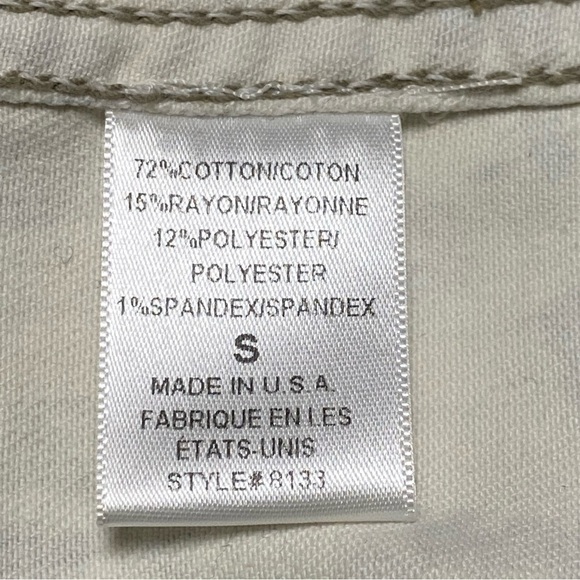 72%COTTON/COTON
15%RAYON/RAYONNE
12%POLYESTER/
POLYESTER
1%SPANDEX/SPANDEX
S
MADE IN U.S.A.
FABRIQUE EN LES
ÉTATS-UNIS
STYLE#8133